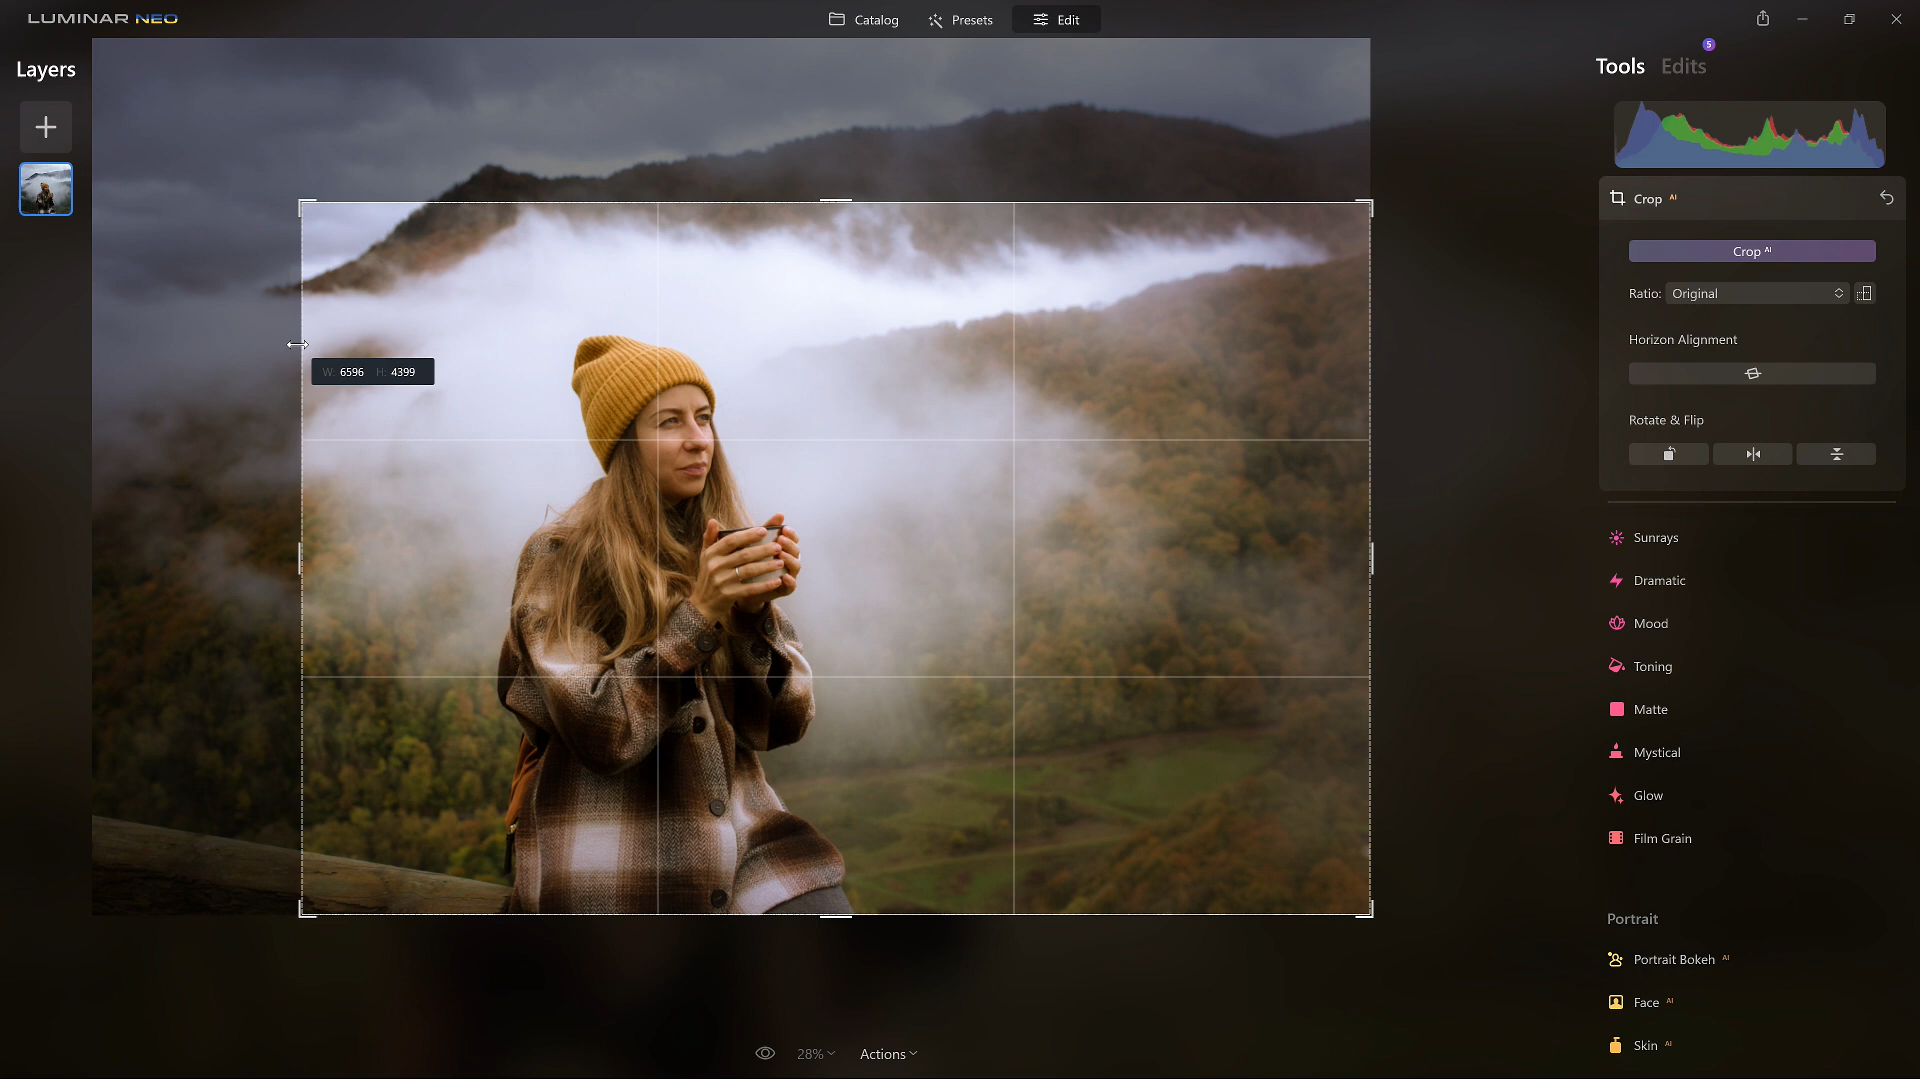 LUMINAR NEO
Catalog
Presets
Edit
Layers
5
Tools Edits
Crop AI
Crop AI
Ratio: Original
Horizon Alignment
W: 6596 H: 4399
Rotate & Flip
Sunrays
Dramatic
Mood
Toning
Matte
Mystical
Glow
Film Grain
Portrait
Portrait Bokeh AI
Face AI
Skin AI
28%
Actions